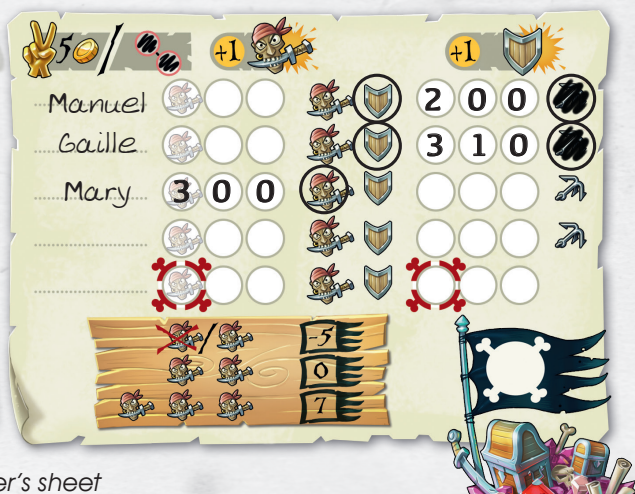 5 / +1 +1
Manuel 2 0 0
Gaille 3 1 0
Mary 3 0 0
/ -5
0
7
er's sheet